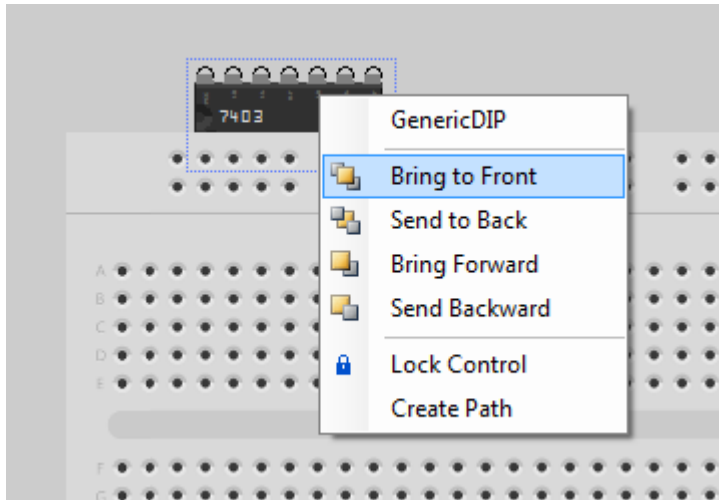 7403
GenericDIP
Bring to Front
Send to Back
Bring Forward
Send Backward
Lock Control
Create Path
A
B
C
D
E
F
G